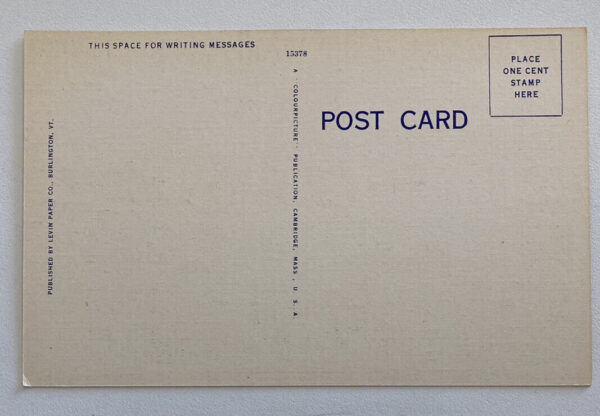 THIS SPACE FOR WRITING MESSAGES
15378
PLACE
ONE CENT
STAMP
HERE
POST CARD
A "COLOURPICTURE" PUBLICATION, CAMBRIDGE, MASS., U. S. A.
PUBLISHED BY LEVIN PAPER CO., BURLINGTON, VT.